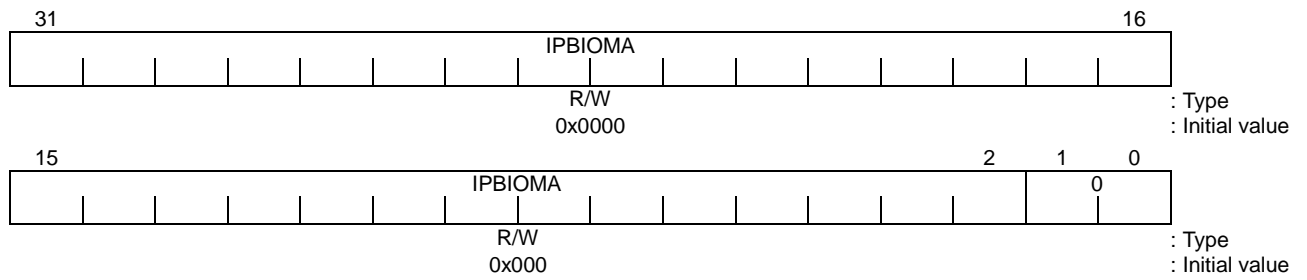 31 16
IPBIOMA
R/W : Type
0x0000 : Initial value
15 2 1 0
IPBIOMA 0
R/W : Type
0x000 : Initial value